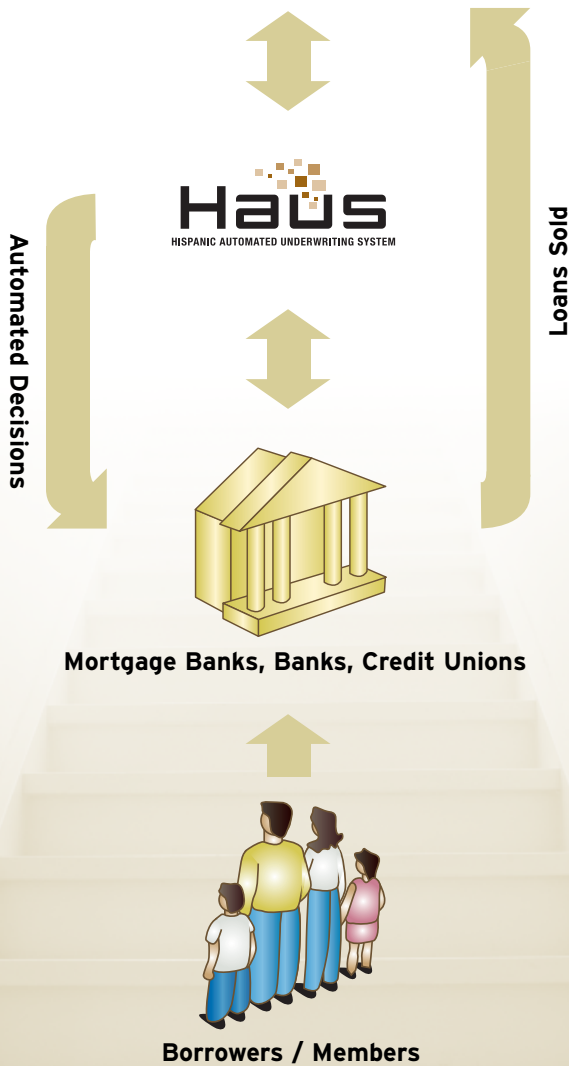 Haus
HISPANIC AUTOMATED UNDERWRITING SYSTEM
Automated Decisions
Loans Sold
Mortgage Banks, Banks, Credit Unions
Borrowers / Members